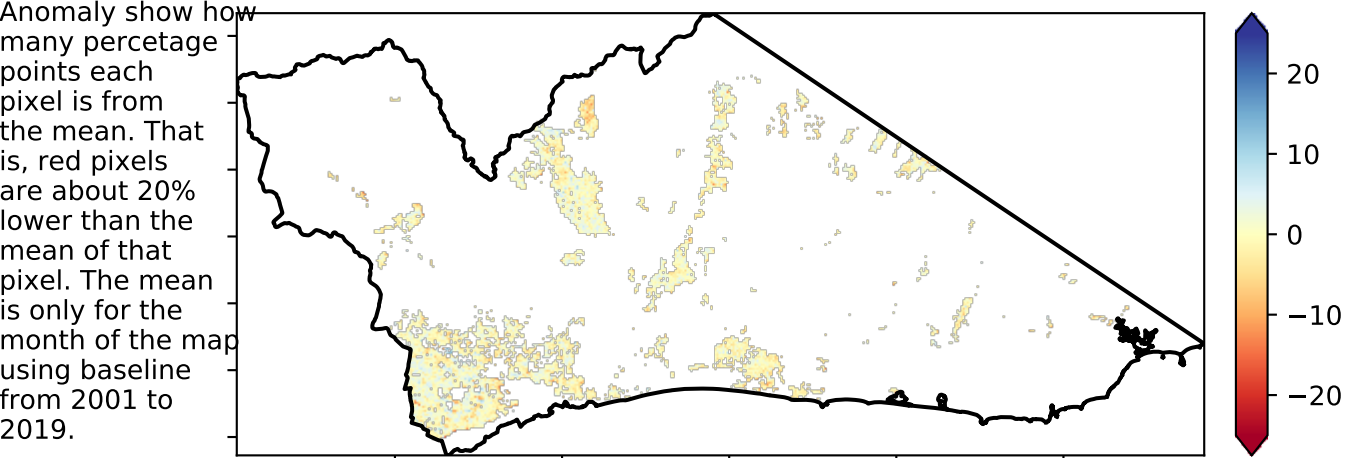 Anomaly show how
many percetage
points each
pixel is from
the mean. That
is, red pixels
are about 20%
lower than the
mean of that
pixel. The mean
is only for the
month of the map
using baseline
from 2001 to
2019.
20
10
0
−10
−20